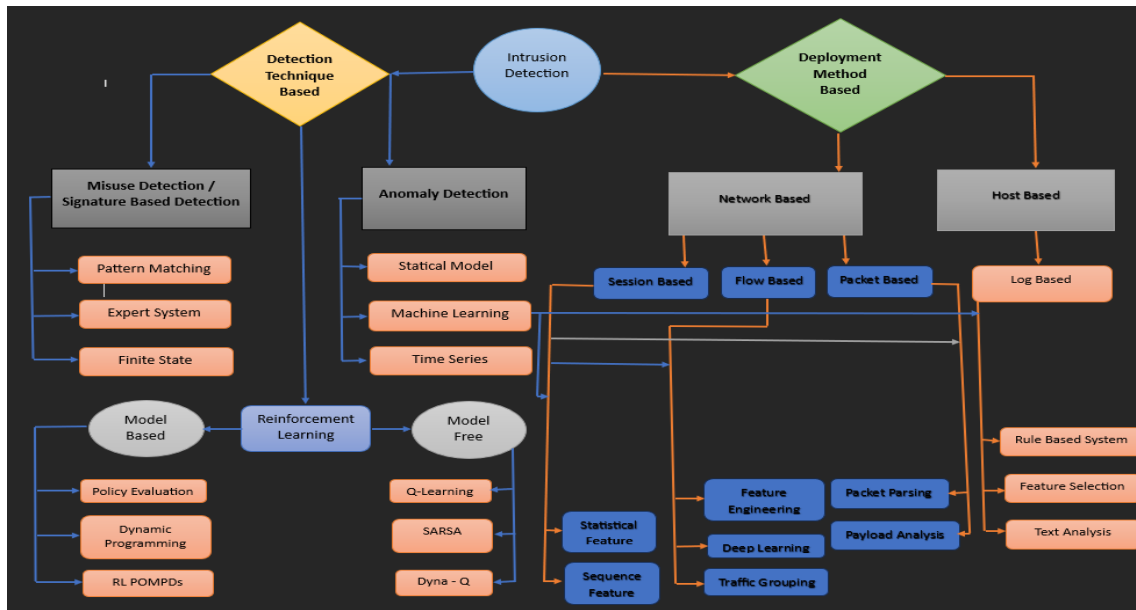 Detection
Technique
Based
Intrusion
Detection
Deployment
Method
Based
Misuse Detection /
Signature Based Detection
Anomaly Detection
Network Based
Host Based
Pattern Matching
Expert System
Finite State
Statical Model
Machine Learning
Time Series
Session Based
Flow Based
Packet Based
Log Based
Model
Based
Reinforcement
Learning
Model
Free
Policy Evaluation
Dynamic
Programming
RL POMPDs
Q-Learning
SARSA
Dyna - Q
Statistical
Feature
Sequence
Feature
Feature
Engineering
Deep Learning
Traffic Grouping
Packet Parsing
Payload Analysis
Rule Based System
Feature Selection
Text Analysis